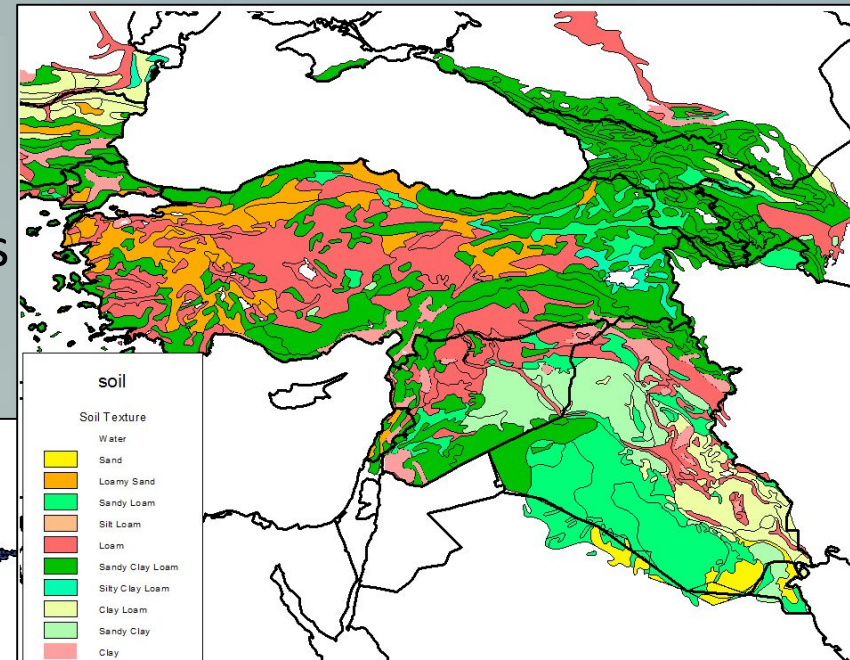 s
soil
Soil Texture
Water
Sand
Loamy Sand
Sandy Loam
Silt Loam
Loam
Sandy Clay Loam
Silty Clay Loam
Clay Loam
Sandy Clay
Clay